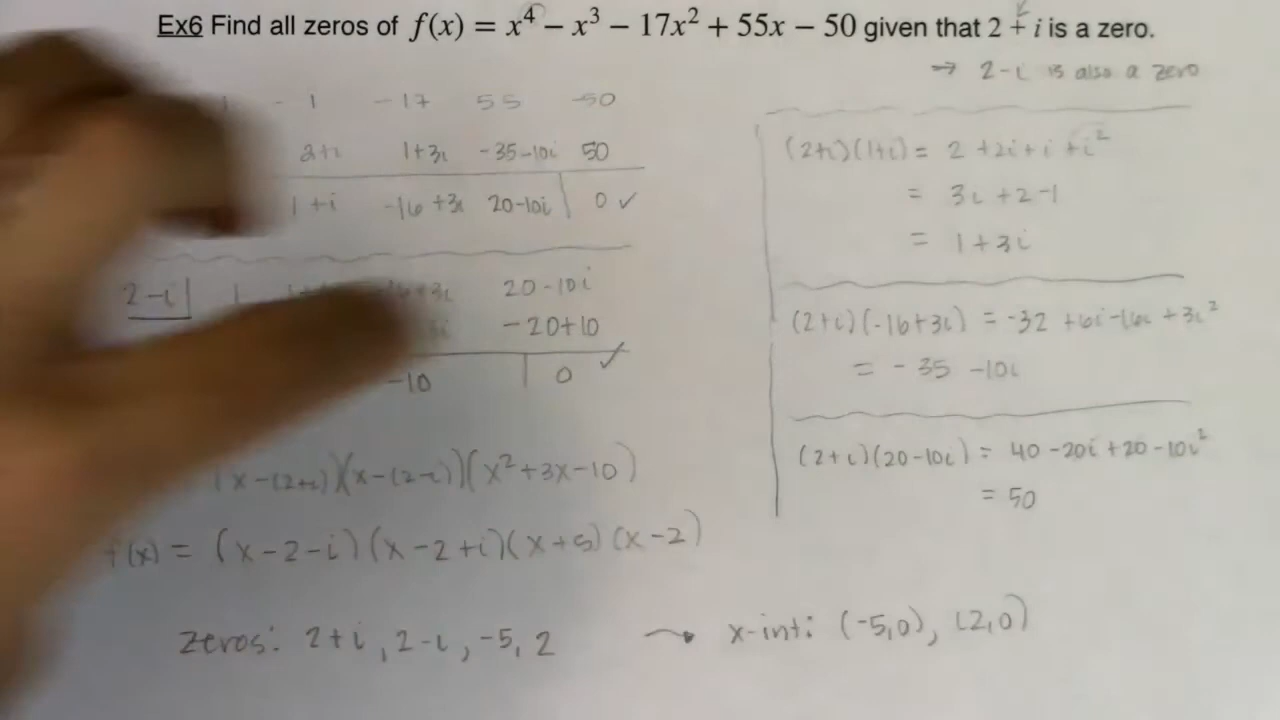 Ex6 Find all zeros of f(x) = x⁴ − x³ − 17x² + 55x − 50 given that 2 + i is a zero.
→ 2-i is also a zero
-1 -17 55 -50
2+i 1+3i -35-10i 50
1+i -16+3i 20-10i 0 ✓
2-i 1 20-10i
-20+10
-10 0 ✓
(x-(2+i))(x-(2-i))(x²+3x-10)
f(x) = (x-2-i)(x-2+i)(x+5)(x-2)
zeros: 2+i, 2-i, -5, 2 → x-int: (-5,0), (2,0)
(2+i)(1+i) = 2+2i+i+i²
= 3i+2-1
= 1+3i
(2+i)(-16+3i) = -32+6i-16i+3i²
= -35-10i
(2+i)(20-10i) = 40-20i+20-10i²
= 50